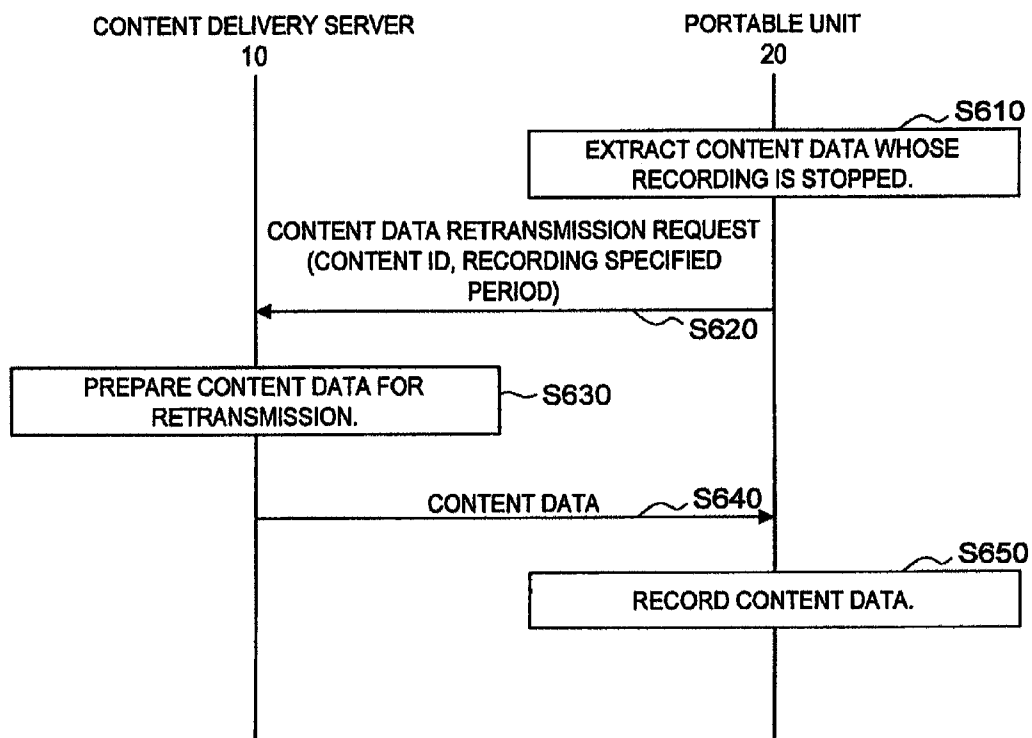 CONTENT DELIVERY SERVER
10
PORTABLE UNIT
20
S610
EXTRACT CONTENT DATA WHOSE
RECORDING IS STOPPED.
CONTENT DATA RETRANSMISSION REQUEST
(CONTENT ID, RECORDING SPECIFIED
PERIOD)
S620
PREPARE CONTENT DATA FOR
RETRANSMISSION.
S630
CONTENT DATA
S640
S650
RECORD CONTENT DATA.